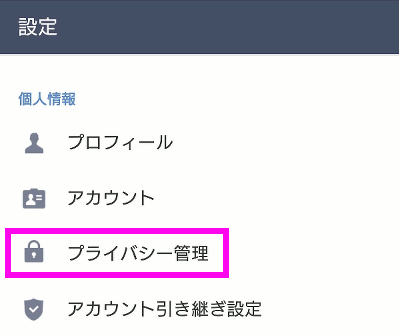 設定
個人情報
プロフィール
アカウント
プライバシー管理
アカウント引き継ぎ設定